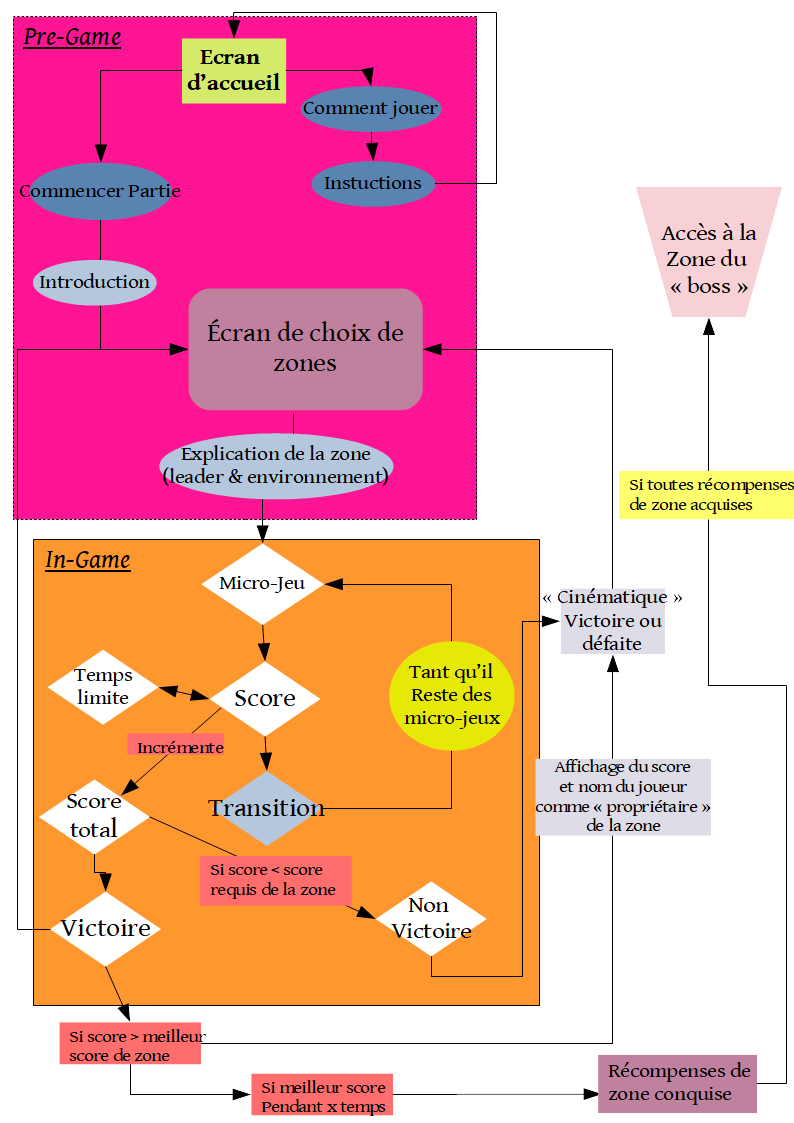 Pre-Game
Ecran
d'accueil
Comment jouer
Instuctions
Commencer Partie
Introduction
Écran de choix de
zones
Explication de la zone
(leader & environnement)
Accès à la
Zone du
« boss »
Si toutes récompenses
de zone acquises
In-Game
Micro-Jeu
Temps
limite
Score
Tant qu'il
Reste des
micro-jeux
« Cinématique »
Victoire ou
défaite
Incrémente
Score
total
Transition
Affichage du score
et nom du joueur
comme « propriétaire »
de la zone
Si score < score
requis de la zone
Non
Victoire
Victoire
Si score > meilleur
score de zone
Si meilleur score
Pendant x temps
Récompenses de
zone conquise